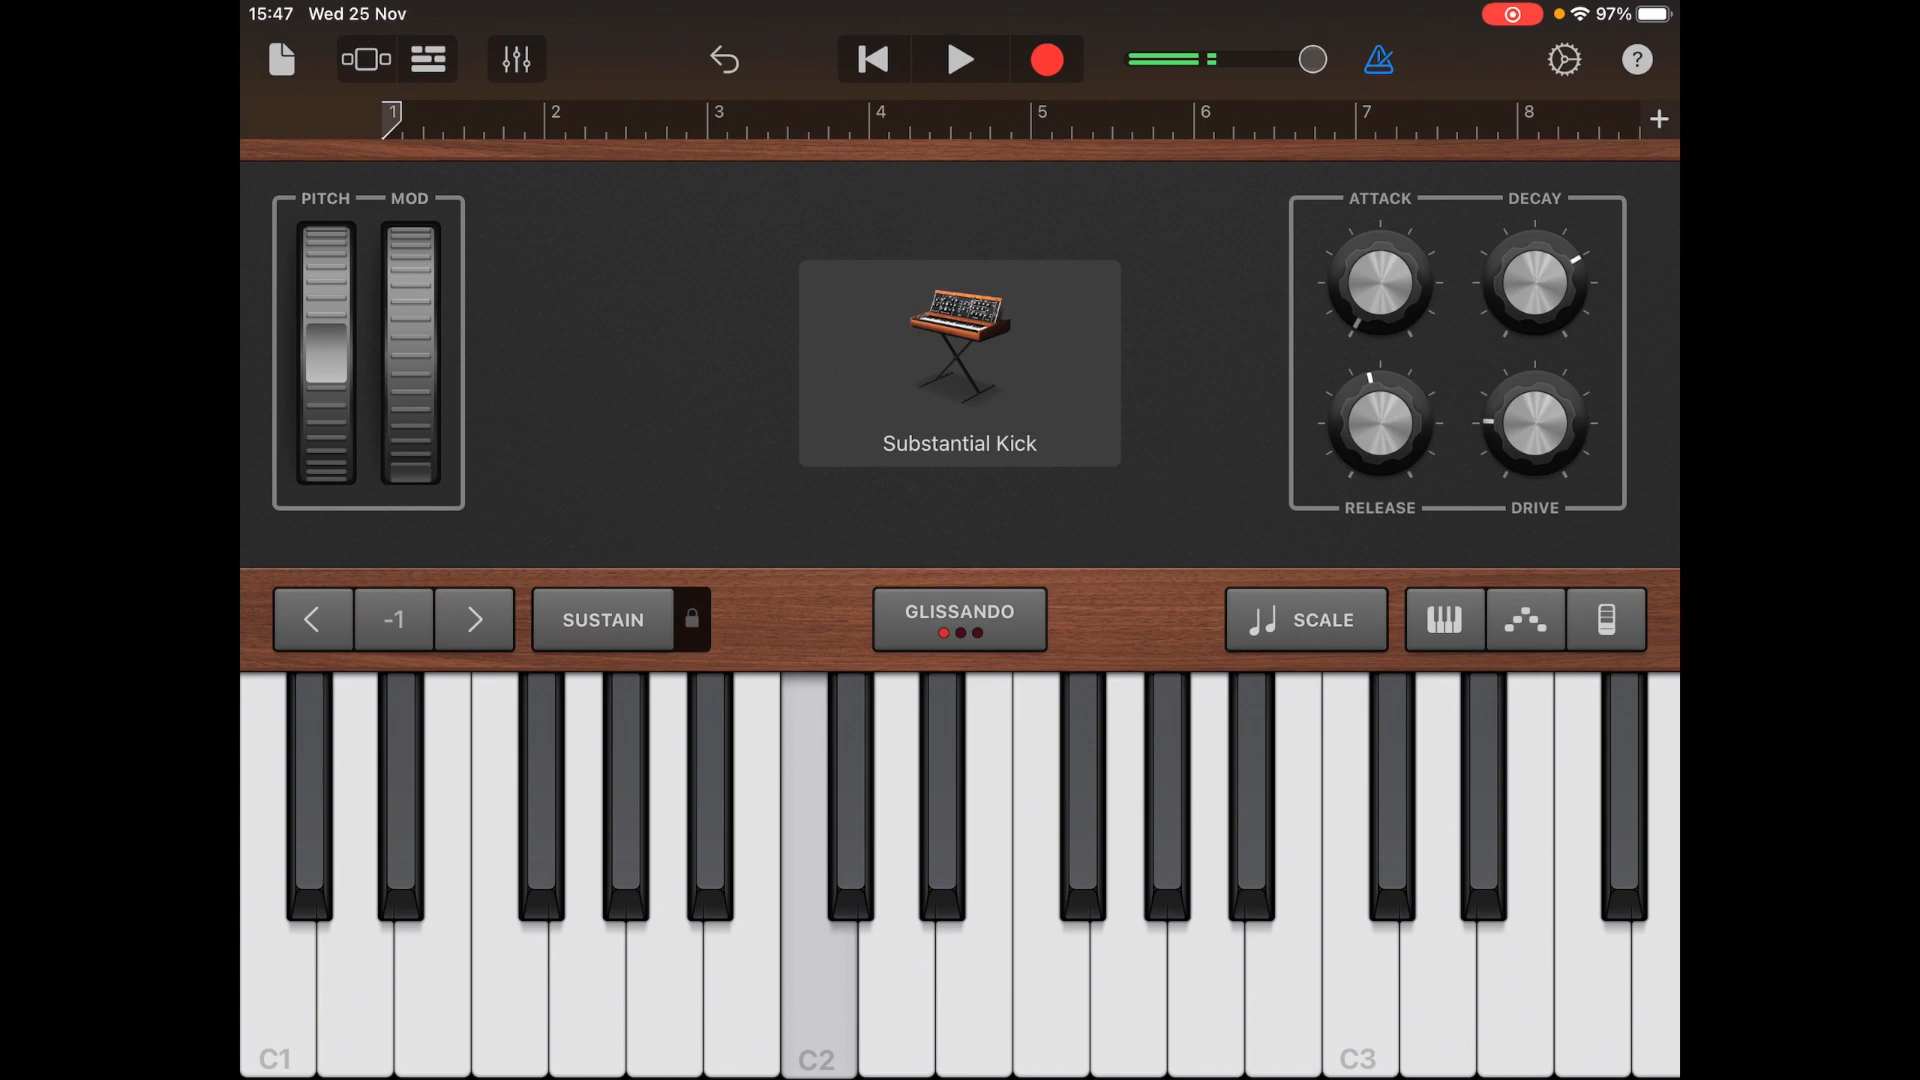 15:47 Wed 25 Nov
97%
?
1 2 3 4 5 6 7 8 +
PITCH MOD
ATTACK DECAY
Substantial Kick
RELEASE DRIVE
-1
SUSTAIN
GLISSANDO
SCALE
C1 C2 C3